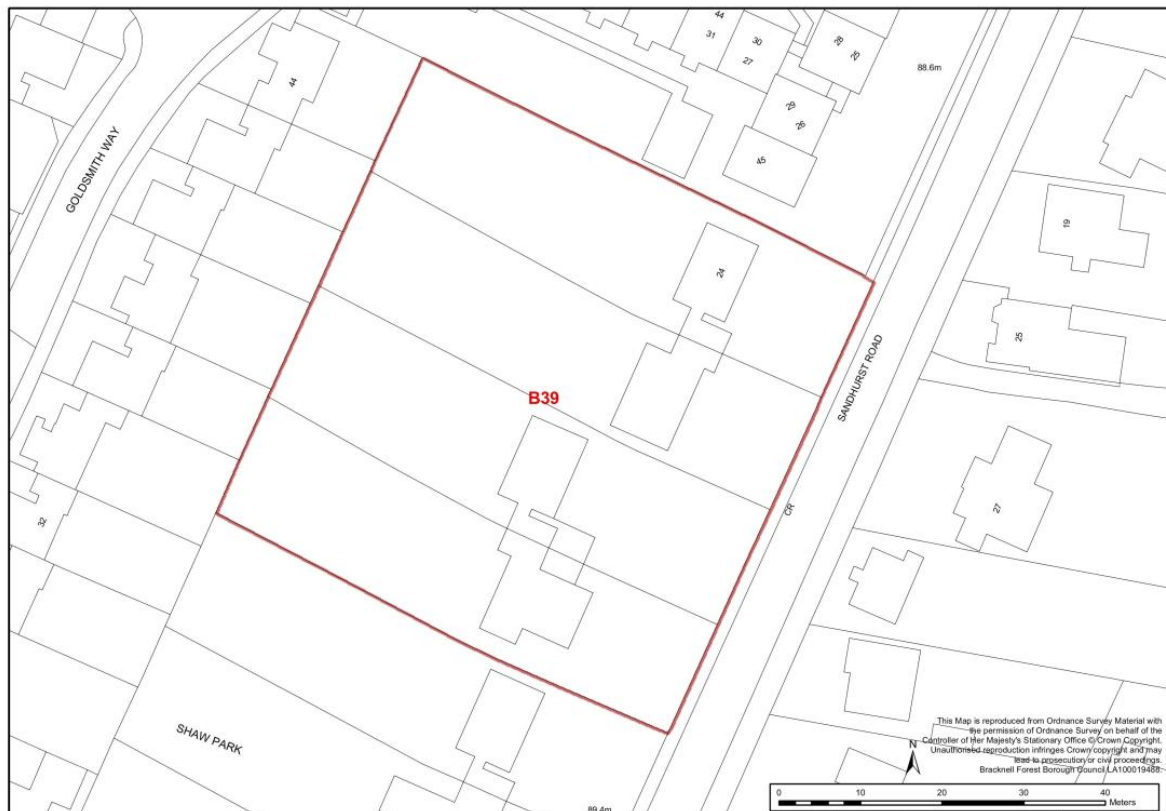 44
31
30
27
28
25
88.6m
29
26
45
44
GOLDSMITH WAY
19
24
25
SANDHURST ROAD
B39
CR
27
32
SHAW PARK
This Map is reproduced from Ordnance Survey Material with
the permission of Ordnance Survey on behalf of the
Controller of Her Majesty's Stationary Office © Crown Copyright.
Unauthorised reproduction infringes Crown copyright and may
lead to prosecution or civil proceedings.
Bracknell Forest Borough Council LA100019488.
N
0 10 20 30 40
Meters
89.4m